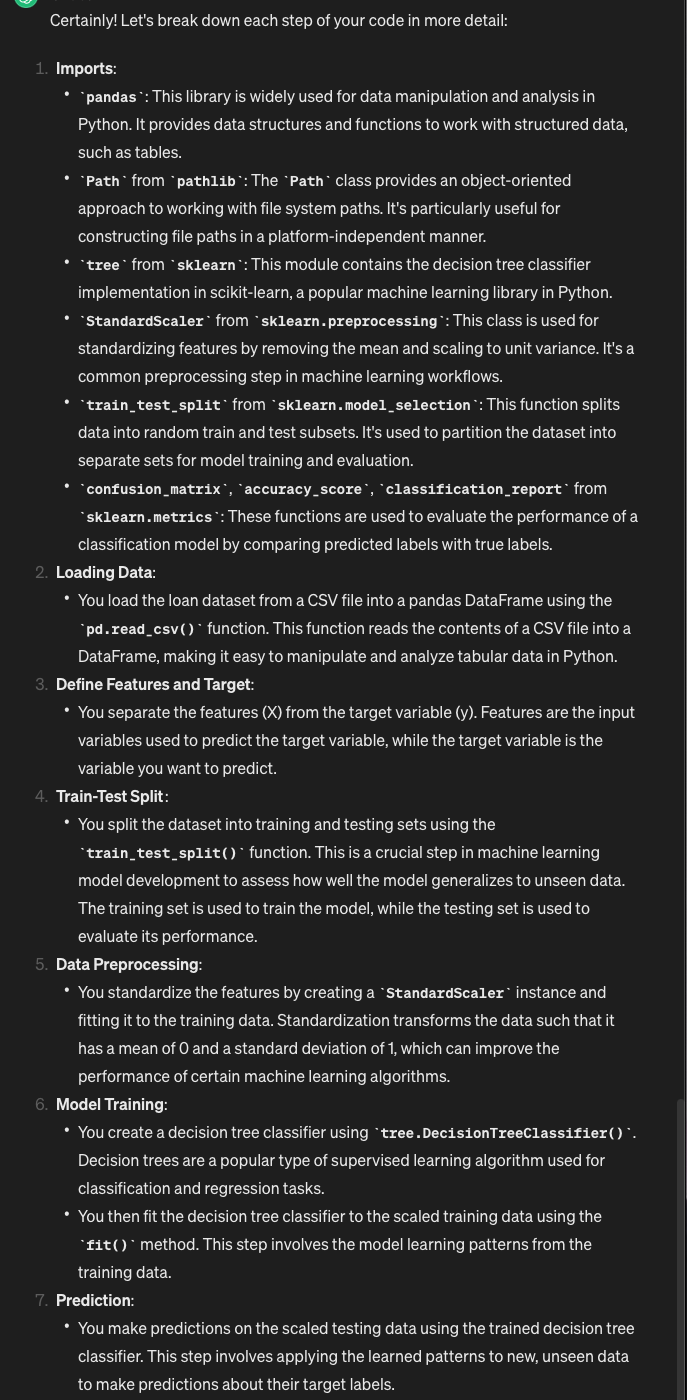 Certainly! Let's break down each step of your code in more detail:
1. Imports:
• `pandas`: This library is widely used for data manipulation and analysis in
Python. It provides data structures and functions to work with structured data,
such as tables.
• `Path` from `pathlib`: The `Path` class provides an object-oriented
approach to working with file system paths. It's particularly useful for
constructing file paths in a platform-independent manner.
• `tree` from `sklearn`: This module contains the decision tree classifier
implementation in scikit-learn, a popular machine learning library in Python.
• `StandardScaler` from `sklearn.preprocessing`: This class is used for
standardizing features by removing the mean and scaling to unit variance. It's a
common preprocessing step in machine learning workflows.
• `train_test_split` from `sklearn.model_selection`: This function splits
data into random train and test subsets. It's used to partition the dataset into
separate sets for model training and evaluation.
• `confusion_matrix`, `accuracy_score`, `classification_report` from
`sklearn.metrics`: These functions are used to evaluate the performance of a
classification model by comparing predicted labels with true labels.
2. Loading Data:
• You load the loan dataset from a CSV file into a pandas DataFrame using the
`pd.read_csv()` function. This function reads the contents of a CSV file into a
DataFrame, making it easy to manipulate and analyze tabular data in Python.
3. Define Features and Target:
• You separate the features (X) from the target variable (y). Features are the input
variables used to predict the target variable, while the target variable is the
variable you want to predict.
4. Train-Test Split:
• You split the dataset into training and testing sets using the
`train_test_split()` function. This is a crucial step in machine learning
model development to assess how well the model generalizes to unseen data.
The training set is used to train the model, while the testing set is used to
evaluate its performance.
5. Data Preprocessing:
• You standardize the features by creating a `StandardScaler` instance and
fitting it to the training data. Standardization transforms the data such that it
has a mean of 0 and a standard deviation of 1, which can improve the
performance of certain machine learning algorithms.
6. Model Training:
• You create a decision tree classifier using `tree.DecisionTreeClassifier()`.
Decision trees are a popular type of supervised learning algorithm used for
classification and regression tasks.
• You then fit the decision tree classifier to the scaled training data using the
`fit()` method. This step involves the model learning patterns from the
training data.
7. Prediction:
• You make predictions on the scaled testing data using the trained decision tree
classifier. This step involves applying the learned patterns to new, unseen data
to make predictions about their target labels.